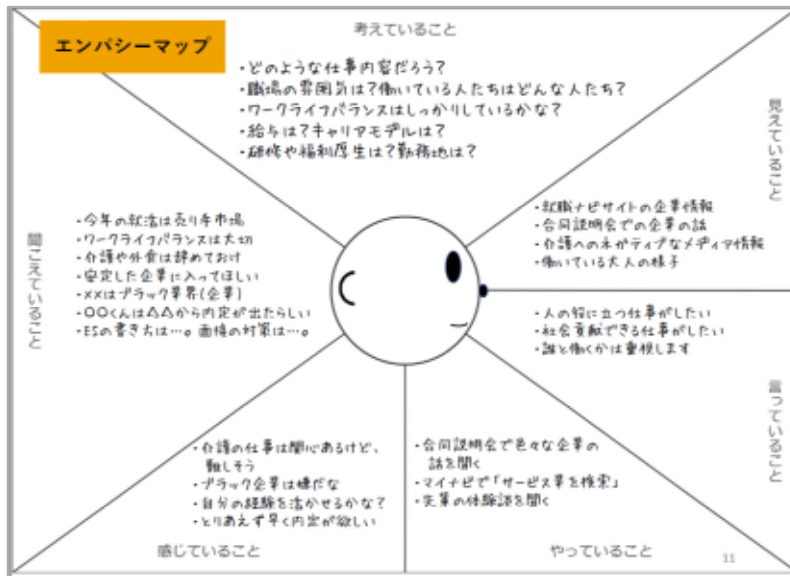 エンパシーマップ
考えていること
・どのような仕事内容だろう？
・職場の雰囲気は？働いている人たちはどんな人たち？
・ワークライフバランスはしっかりしているかな？
・給与は？キャリアモデルは？
・研修や福利厚生は？勤務地は？
見えていること
・就職ナビサイトの企業情報
・合同説明会での企業の話
・介護へのネガティブなメディア情報
・働いている大人の様子
聞こえていること
・今年の就活は売り手市場
・ワークライフバランスは大切
・介護や外食は辞めておけ
・安定した企業に入ってほしい
・××はブラック業界(企業)
・〇〇くんは△△から内定が出たらしい
・ESの書き方は…。面接の対策は…。
言っていること
・人の役に立つ仕事がしたい
・社会貢献できる仕事がしたい
・誰と働くかは重視します
・介護の仕事は関心あるけど、
難しそう
・ブラック企業は嫌だな
・自分の経験を活かせるかな？
・とりあえず早く内定が欲しい
感じていること
・合同説明会で色々な企業の
話を聞く
・マイナビで「サービス業を検索」
・先輩の体験談を聞く
やっていること
11